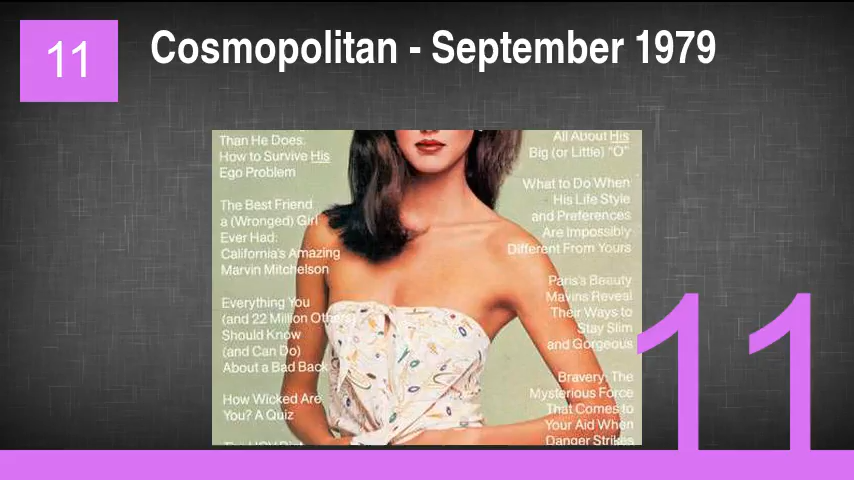 11
Cosmopolitan - September 1979
Than He Does:
How to Survive His
Ego Problem
The Best Friend
a (Wronged) Girl
Ever Had:
California's Amazing
Marvin Mitchelson
Everything You
(and 22 Million Others)
Should Know
(and Can Do)
About a Bad Back
How Wicked Are
You? A Quiz
All About His
Big (or Little) "O"
What to Do When
His Life Style
and Preferences
Are Impossibly
Different From Yours
Paris's Beauty
Mavins Reveal
Their Ways to
Stay Slim
and Gorgeous
Bravery: The
Mysterious Force
That Comes to
Your Aid When
Danger Strikes
11